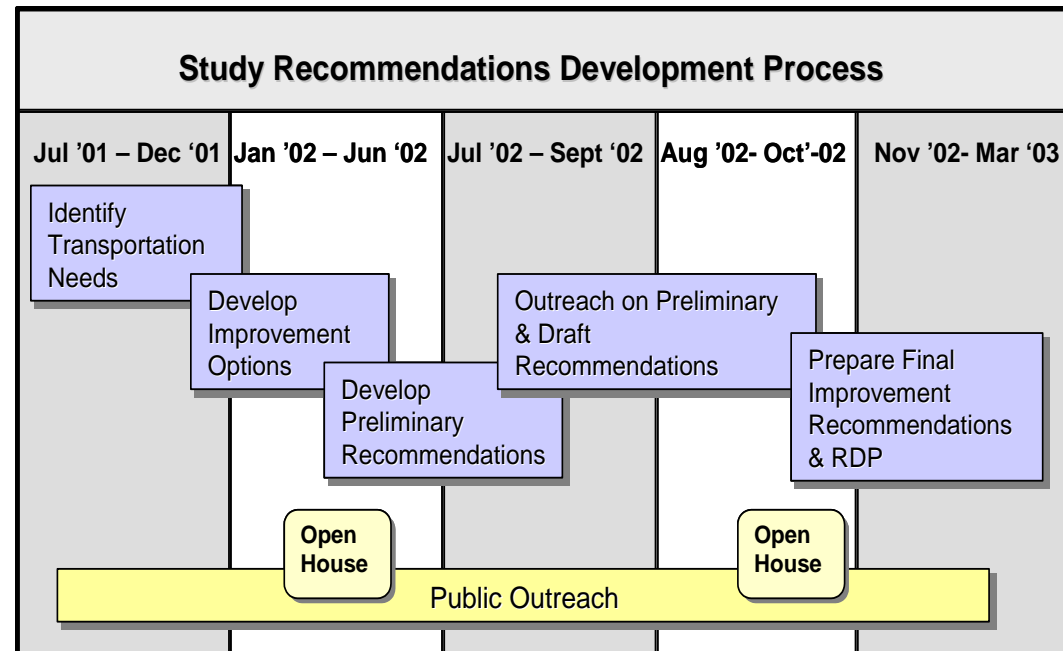 Study Recommendations Development Process
Jul '01 – Dec '01
Jan '02 – Jun '02
Jul '02 – Sept '02
Aug '02- Oct'-02
Nov '02- Mar '03
Identify
Transportation
Needs
Develop
Improvement
Options
Develop
Preliminary
Recommendations
Outreach on Preliminary
& Draft
Recommendations
Prepare Final
Improvement
Recommendations
& RDP
Open
House
Open
House
Public Outreach